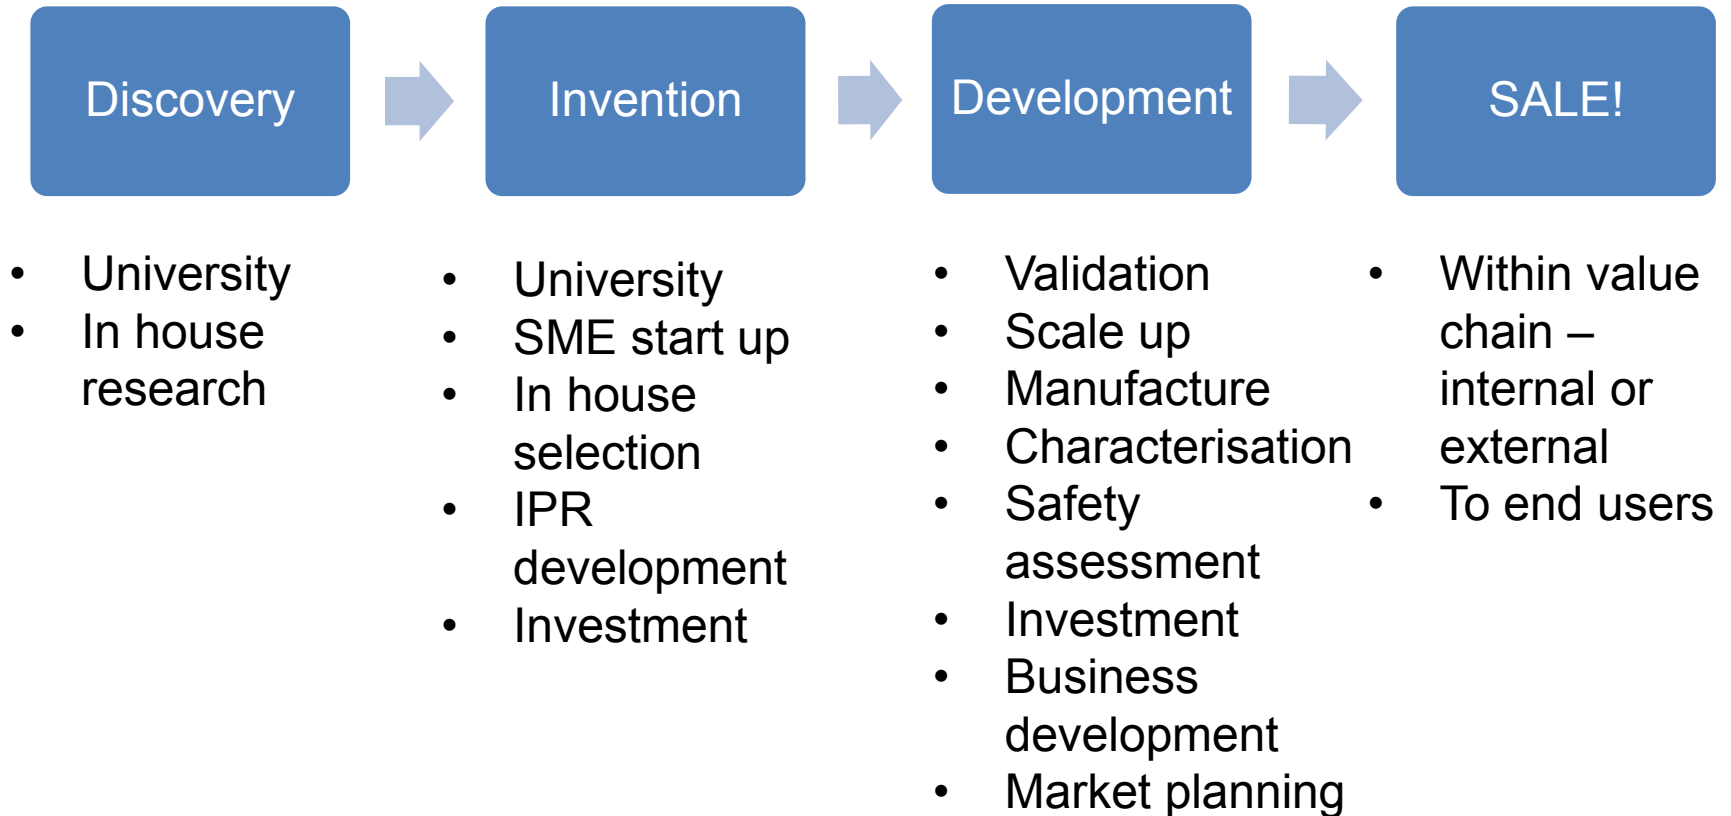 Discovery
Invention
Development
SALE!
• University
• In house
research
• University
• SME start up
• In house
selection
• IPR
development
• Investment
• Validation
• Scale up
• Manufacture
• Characterisation
• Safety
assessment
• Investment
• Business
development
• Market planning
• Within value
chain –
internal or
external
• To end users